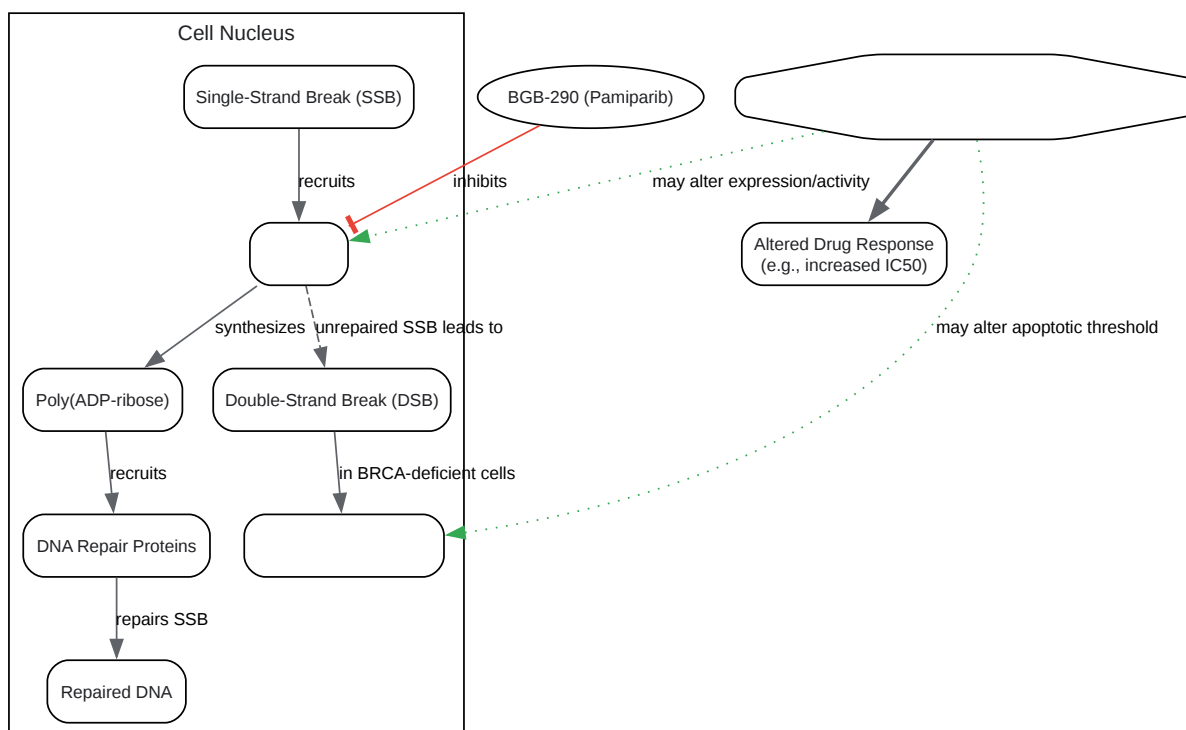 Cell Nucleus
Single-Strand Break (SSB)
BGB-290 (Pamiparib)
recruits
inhibits
may alter expression/activity
Altered Drug Response
(e.g., increased IC50)
synthesizes
unrepaired SSB leads to
may alter apoptotic threshold
Poly(ADP-ribose)
Double-Strand Break (DSB)
recruits
in BRCA-deficient cells
DNA Repair Proteins
repairs SSB
Repaired DNA